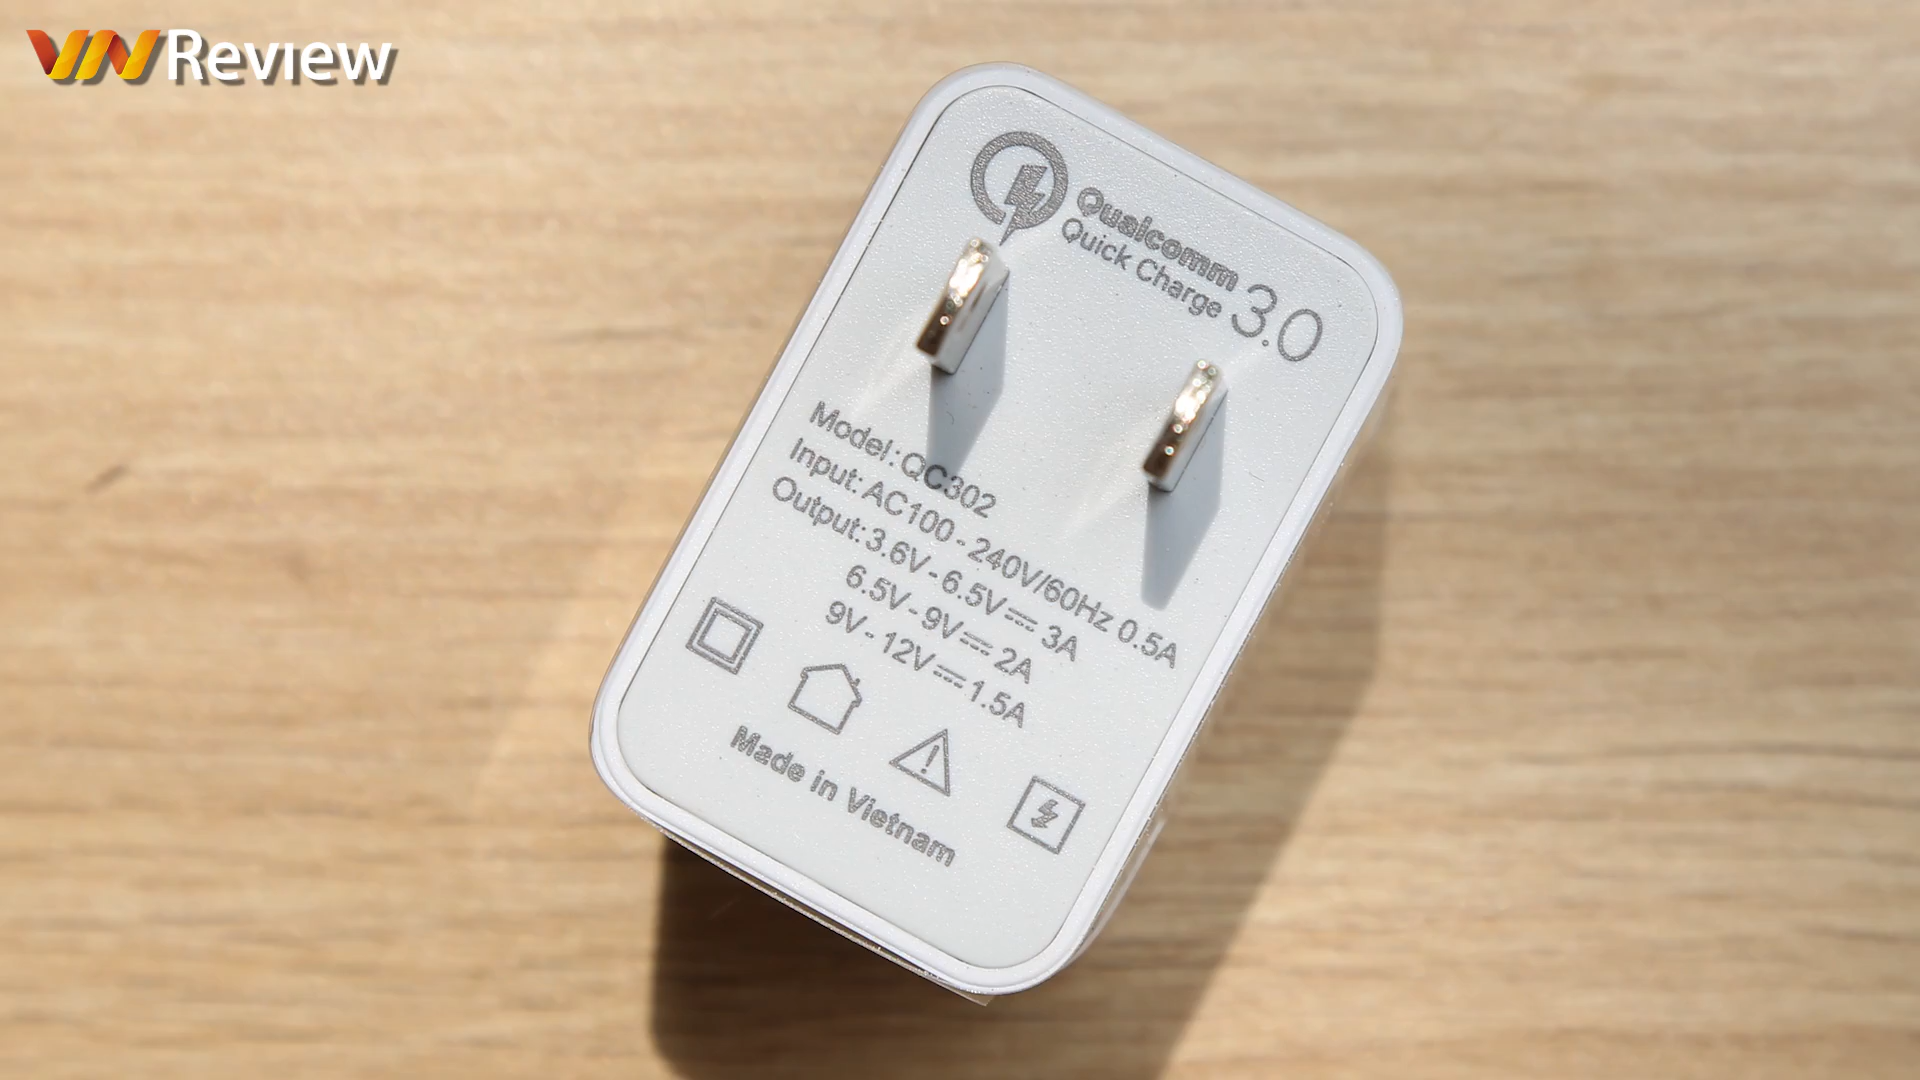 VNReview
Qualcomm
Quick Charge 3.0
Model: QC302
Input: AC100 - 240V/60Hz 0.5A
Output: 3.6V - 6.5V⎓3A
6.5V - 9V⎓2A
9V - 12V⎓1.5A
Made in Vietnam